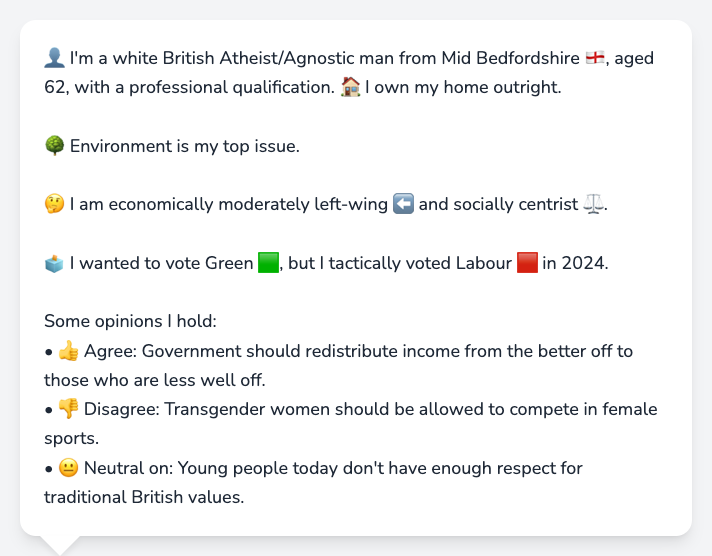 👤 I'm a white British Atheist/Agnostic man from Mid Bedfordshire 🏴󠁧󠁢󠁥󠁮󠁧󠁿, aged
62, with a professional qualification. 🏠 I own my home outright.
🌳 Environment is my top issue.
🤔 I am economically moderately left-wing ⬅️ and socially centrist ⚖️.
🗳️ I wanted to vote Green 🟩, but I tactically voted Labour 🟥 in 2024.
Some opinions I hold:
• 👍 Agree: Government should redistribute income from the better off to
those who are less well off.
• 👎 Disagree: Transgender women should be allowed to compete in female
sports.
• 😐 Neutral on: Young people today don't have enough respect for
traditional British values.